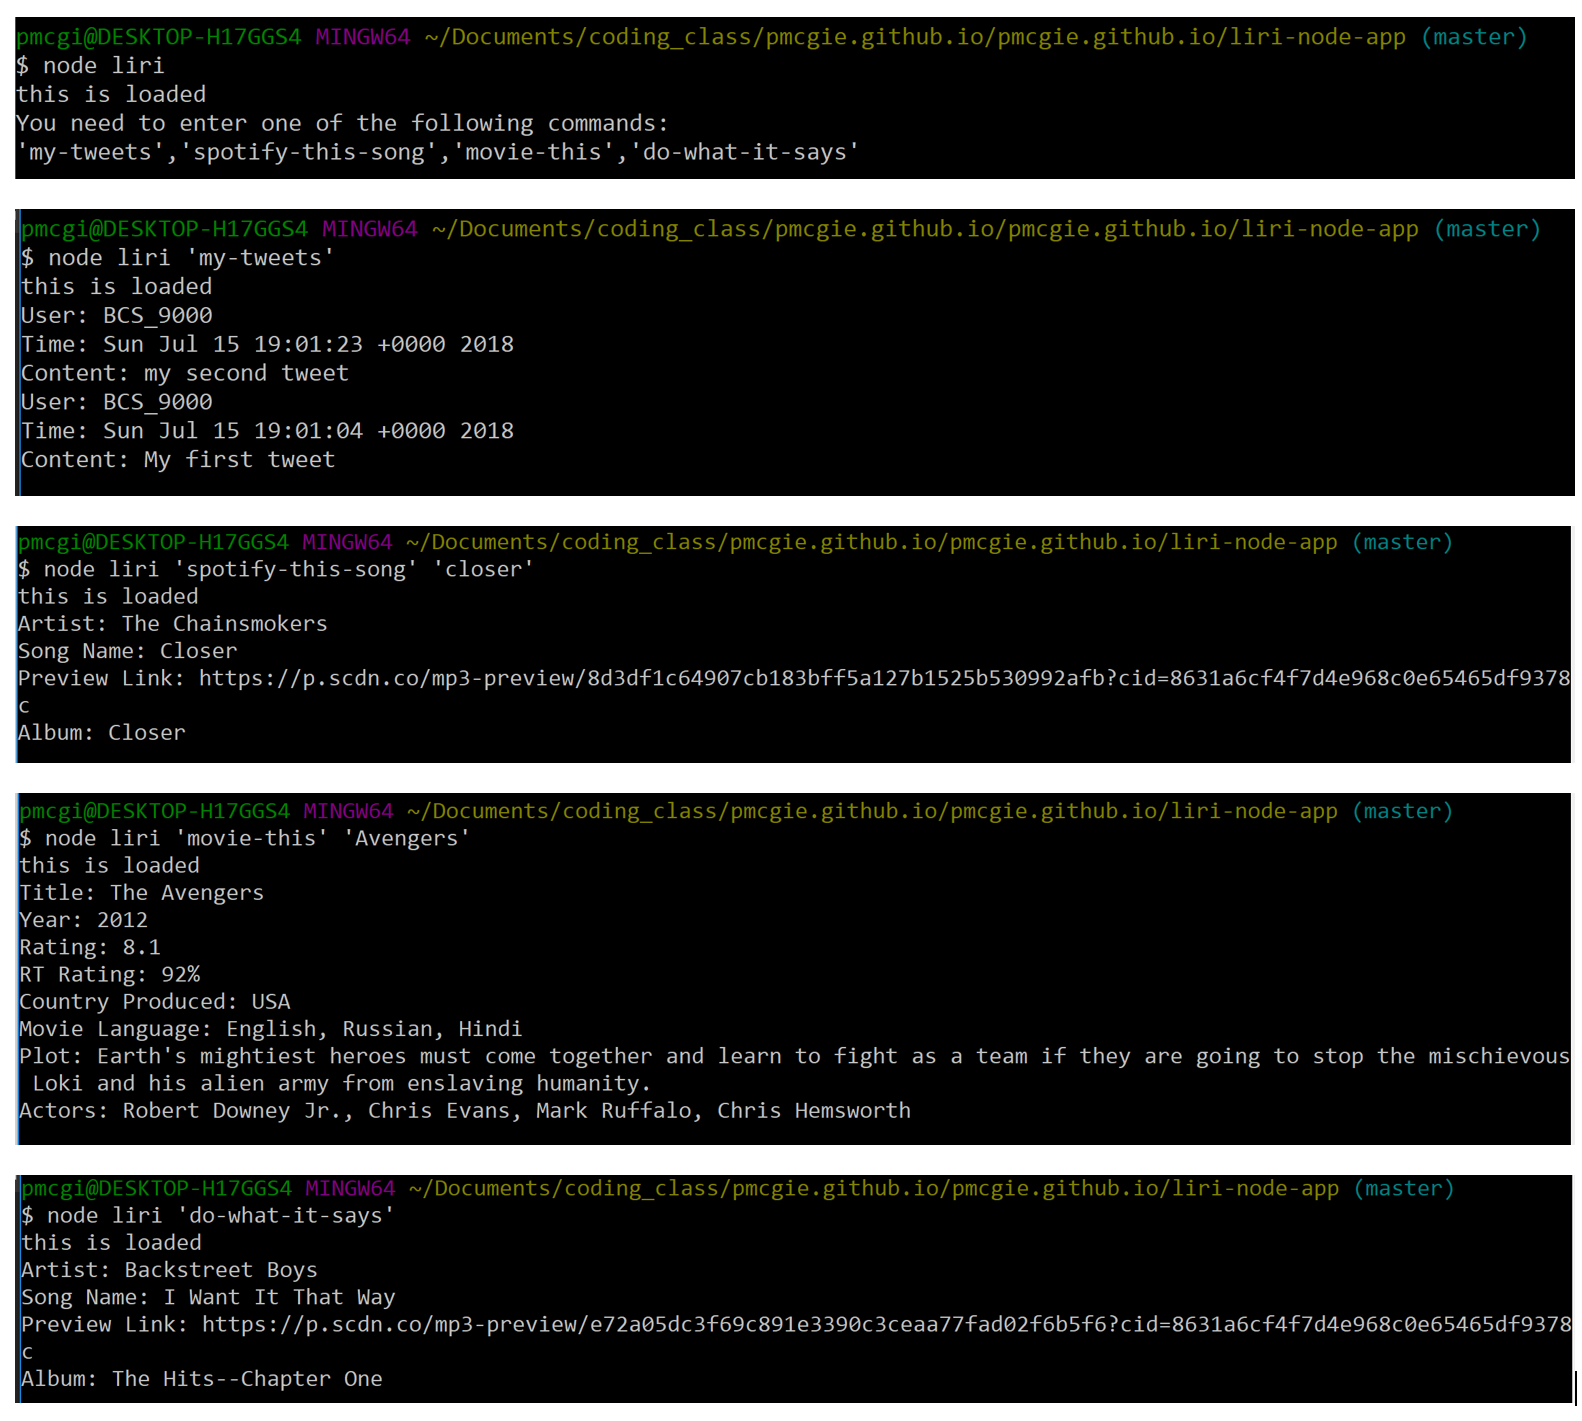 pmcgi@DESKTOP-H17GGS4 MINGW64 ~/Documents/coding_class/pmcgie.github.io/pmcgie.github.io/liri-node-app (master)
$ node liri
this is loaded
You need to enter one of the following commands:
'my-tweets','spotify-this-song','movie-this','do-what-it-says'
pmcgi@DESKTOP-H17GGS4 MINGW64 ~/Documents/coding_class/pmcgie.github.io/pmcgie.github.io/liri-node-app (master)
$ node liri 'my-tweets'
this is loaded
User: BCS_9000
Time: Sun Jul 15 19:01:23 +0000 2018
Content: my second tweet
User: BCS_9000
Time: Sun Jul 15 19:01:04 +0000 2018
Content: My first tweet
pmcgi@DESKTOP-H17GGS4 MINGW64 ~/Documents/coding_class/pmcgie.github.io/pmcgie.github.io/liri-node-app (master)
$ node liri 'spotify-this-song' 'closer'
this is loaded
Artist: The Chainsmokers
Song Name: Closer
Preview Link: https://p.scdn.co/mp3-preview/8d3df1c64907cb183bff5a127b1525b530992afb?cid=8631a6cf4f7d4e968c0e65465df9378
c
Album: Closer
pmcgi@DESKTOP-H17GGS4 MINGW64 ~/Documents/coding_class/pmcgie.github.io/pmcgie.github.io/liri-node-app (master)
$ node liri 'movie-this' 'Avengers'
this is loaded
Title: The Avengers
Year: 2012
Rating: 8.1
RT Rating: 92%
Country Produced: USA
Movie Language: English, Russian, Hindi
Plot: Earth's mightiest heroes must come together and learn to fight as a team if they are going to stop the mischievous
 Loki and his alien army from enslaving humanity.
Actors: Robert Downey Jr., Chris Evans, Mark Ruffalo, Chris Hemsworth
pmcgi@DESKTOP-H17GGS4 MINGW64 ~/Documents/coding_class/pmcgie.github.io/pmcgie.github.io/liri-node-app (master)
$ node liri 'do-what-it-says'
this is loaded
Artist: Backstreet Boys
Song Name: I Want It That Way
Preview Link: https://p.scdn.co/mp3-preview/e72a05dc3f69c891e3390c3ceaa77fad02f6b5f6?cid=8631a6cf4f7d4e968c0e65465df9378
c
Album: The Hits--Chapter One